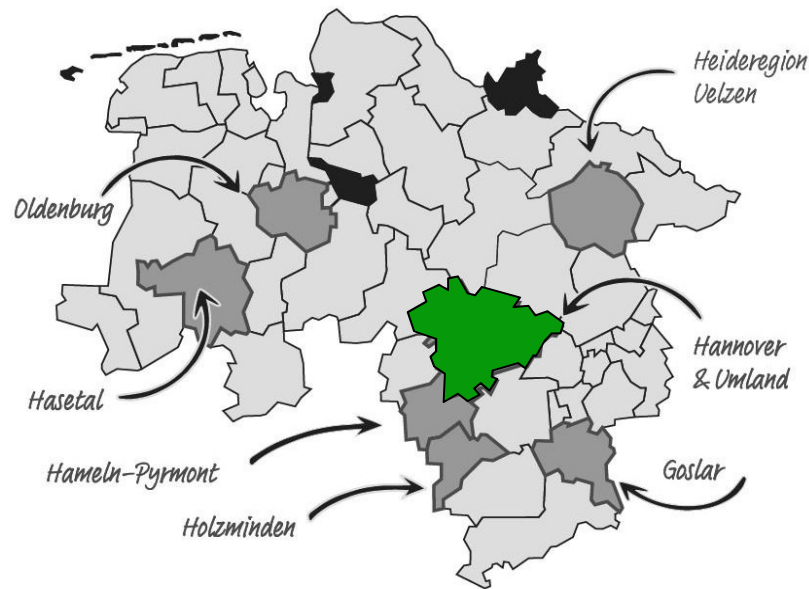 Heideregion
Uelzen
Oldenburg
Hannover
& Umland
Hasetal
Hameln-Pyrmont
Goslar
Holzminden